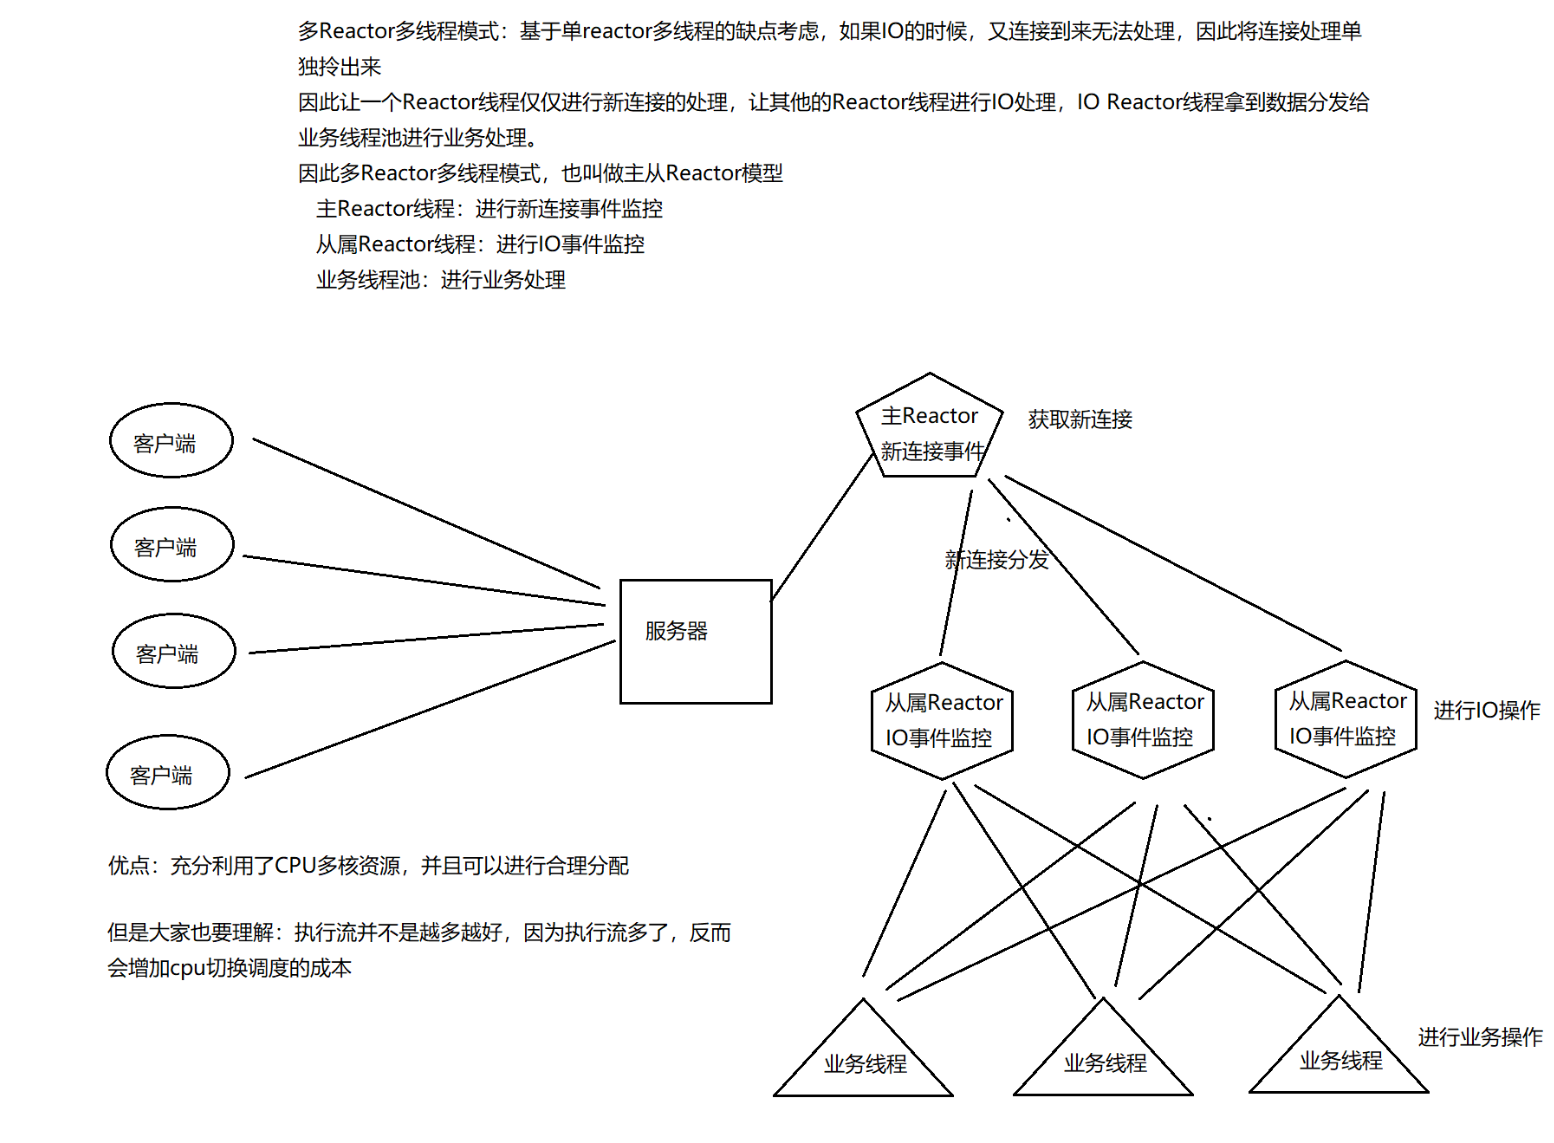 多Reactor多线程模式：基于单reactor多线程的缺点考虑，如果IO的时候，又连接到来无法处理，因此将连接处理单
独拎出来
因此让一个Reactor线程仅仅进行新连接的处理，让其他的Reactor线程进行IO处理，IO Reactor线程拿到数据分发给
业务线程池进行业务处理。
因此多Reactor多线程模式，也叫做主从Reactor模型
主Reactor线程：进行新连接事件监控
从属Reactor线程：进行IO事件监控
业务线程池：进行业务处理
主Reactor
新连接事件
获取新连接
客户端
客户端
客户端
客户端
服务器
新连接分发
从属Reactor
IO事件监控
从属Reactor
IO事件监控
从属Reactor
IO事件监控
进行IO操作
优点：充分利用了CPU多核资源，并且可以进行合理分配
但是大家也要理解：执行流并不是越多越好，因为执行流多了，反而
会增加cpu切换调度的成本
业务线程
业务线程
业务线程
进行业务操作